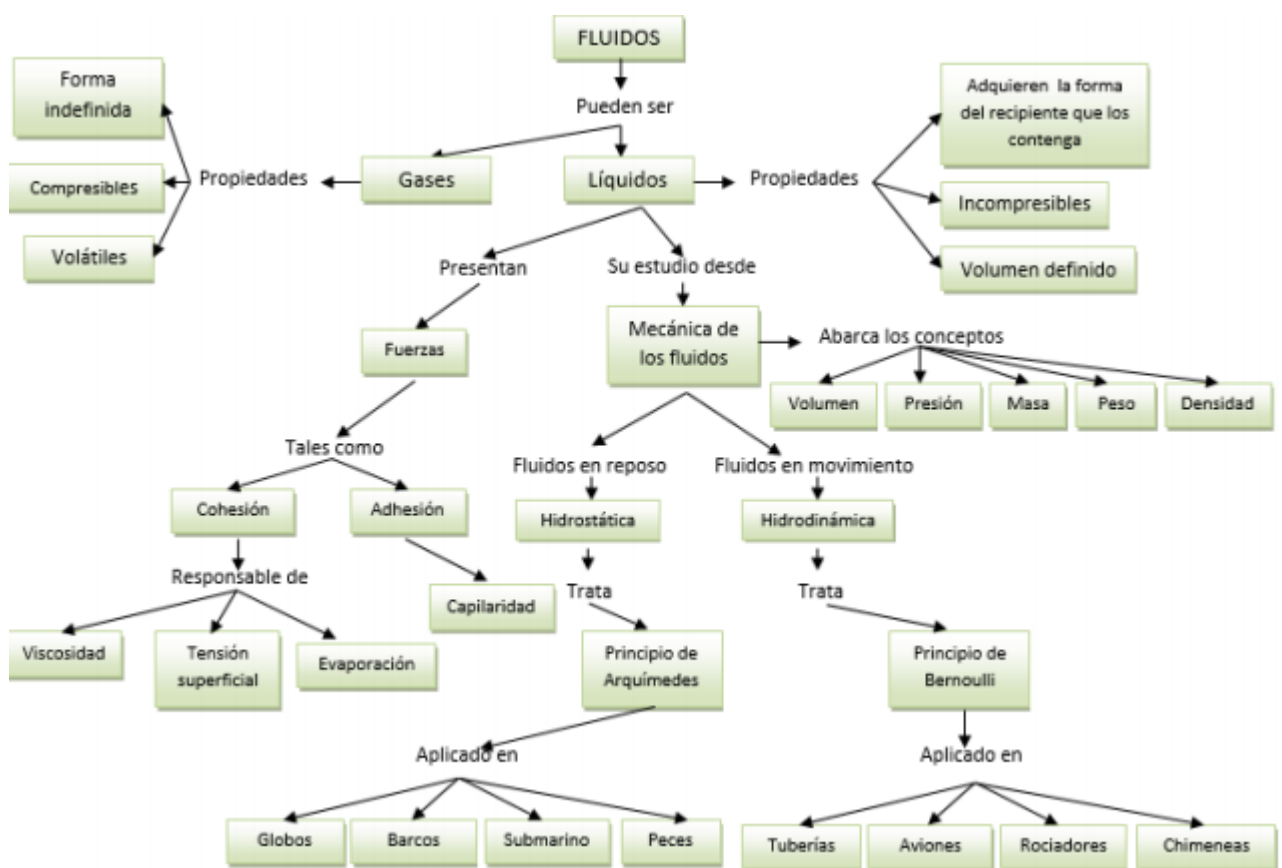 FLUIDOS
Pueden ser
Forma
indefinida
Compresibles
Volátiles
Propiedades
Gases
Líquidos
Propiedades
Adquieren la forma
del recipiente que los
contenga
Incompresibles
Volumen definido
Presentan
Su estudio desde
Fuerzas
Mecánica de
los fluidos
Abarca los conceptos
Volumen
Presión
Masa
Peso
Densidad
Tales como
Fluidos en reposo
Fluidos en movimiento
Cohesión
Adhesión
Hidrostática
Hidrodinámica
Responsable de
Capilaridad
Trata
Trata
Viscosidad
Tensión
superficial
Evaporación
Principio de
Arquímedes
Principio de
Bernoulli
Aplicado en
Aplicado en
Globos
Barcos
Submarino
Peces
Tuberías
Aviones
Rociadores
Chimeneas